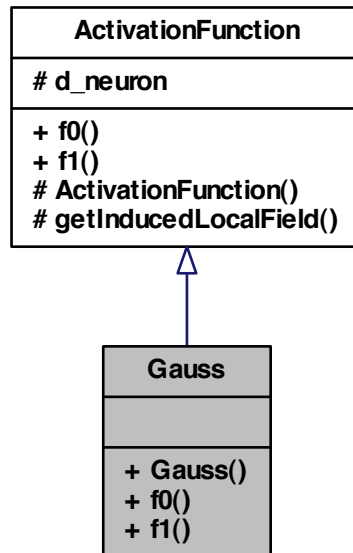 ActivationFunction
# d_neuron
+ f0()
+ f1()
# ActivationFunction()
# getInducedLocalField()
Gauss
+ Gauss()
+ f0()
+ f1()